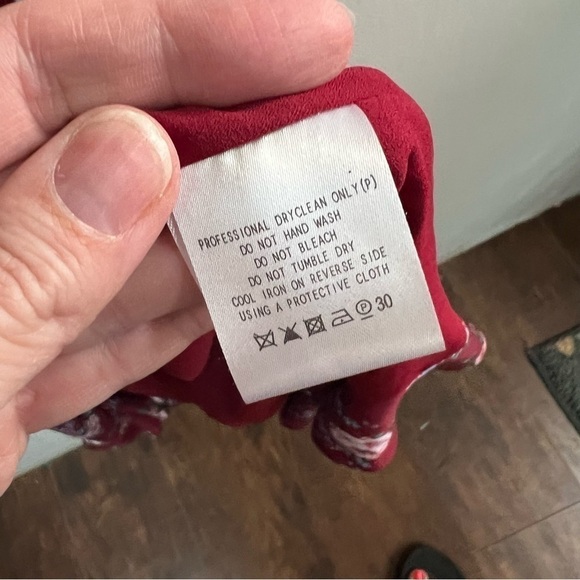 PROFESSIONAL DRYCLEAN ONLY(P)
DO NOT HAND WASH
DO NOT BLEACH
DO NOT TUMBLE DRY
COOL IRON ON REVERSE SIDE
USING A PROTECTIVE CLOTH
P 30